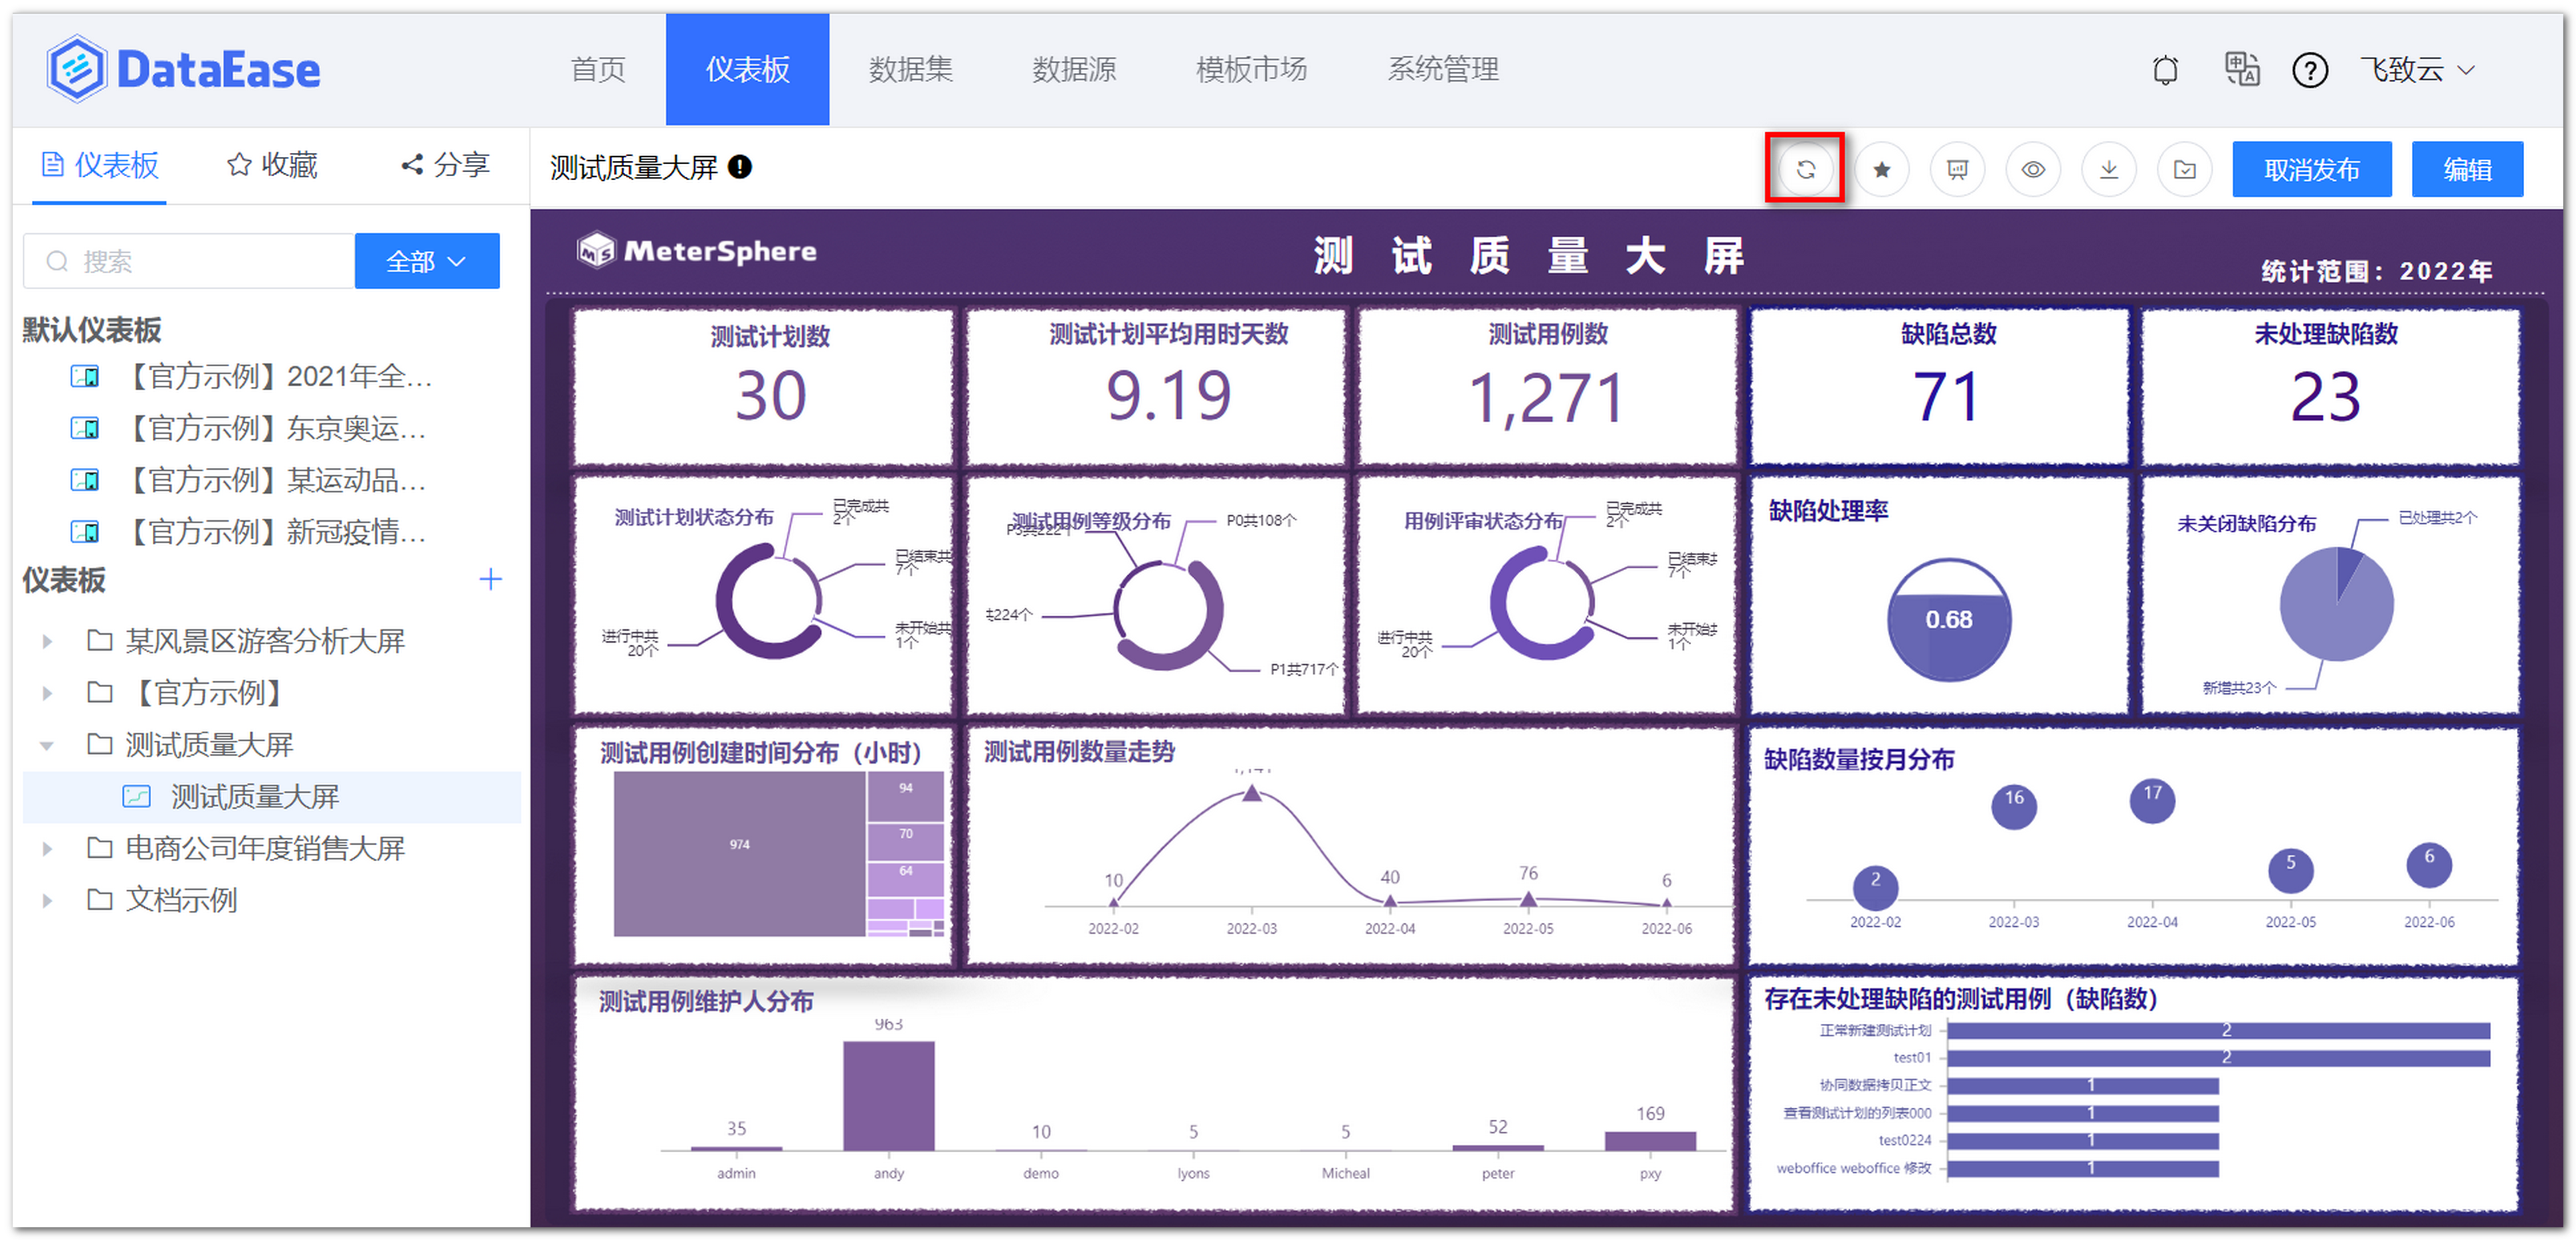 DataEase
首页 仪表板 数据集 数据源 模板市场 系统管理
飞致云
仪表板 收藏 分享
测试质量大屏
取消发布 编辑
搜索
全部
默认仪表板
【官方示例】2021年全...
【官方示例】东京奥运...
【官方示例】某运动品...
【官方示例】新冠疫情...
仪表板
某风景区游客分析大屏
【官方示例】
测试质量大屏
测试质量大屏
电商公司年度销售大屏
文档示例
MeterSphere
测试质量大屏
统计范围：2022年
测试计划数
30
测试计划平均用时天数
9.19
测试用例数
1,271
缺陷总数
71
未处理缺陷数
23
测试计划状态分布
已完成共
2个
已结束共
7个
未开始共
1个
进行中共
20个
测试用例等级分布
P0共108个
P1共717个
共224个
用例评审状态分布
已完成共
2个
已结束共
7个
未开始共
1个
进行中共
20个
缺陷处理率
0.68
未关闭缺陷分布
已处理共2个
新增共23个
测试用例创建时间分布（小时）
974
94
70
64
测试用例数量走势
10
40
76
6
2022-02 2022-03 2022-04 2022-05 2022-06
缺陷数量按月分布
2
16
17
5
6
2022-02 2022-03 2022-04 2022-05 2022-06
测试用例维护人分布
35 963 10 5 5 52 169
admin andy demo lyons Micheal peter pxy
存在未处理缺陷的测试用例（缺陷数）
正常新建测试计划 2
test01 2
协同数据拷贝正文 1
查看测试计划的列表000 1
test0224 1
weboffice weboffice 修改 1